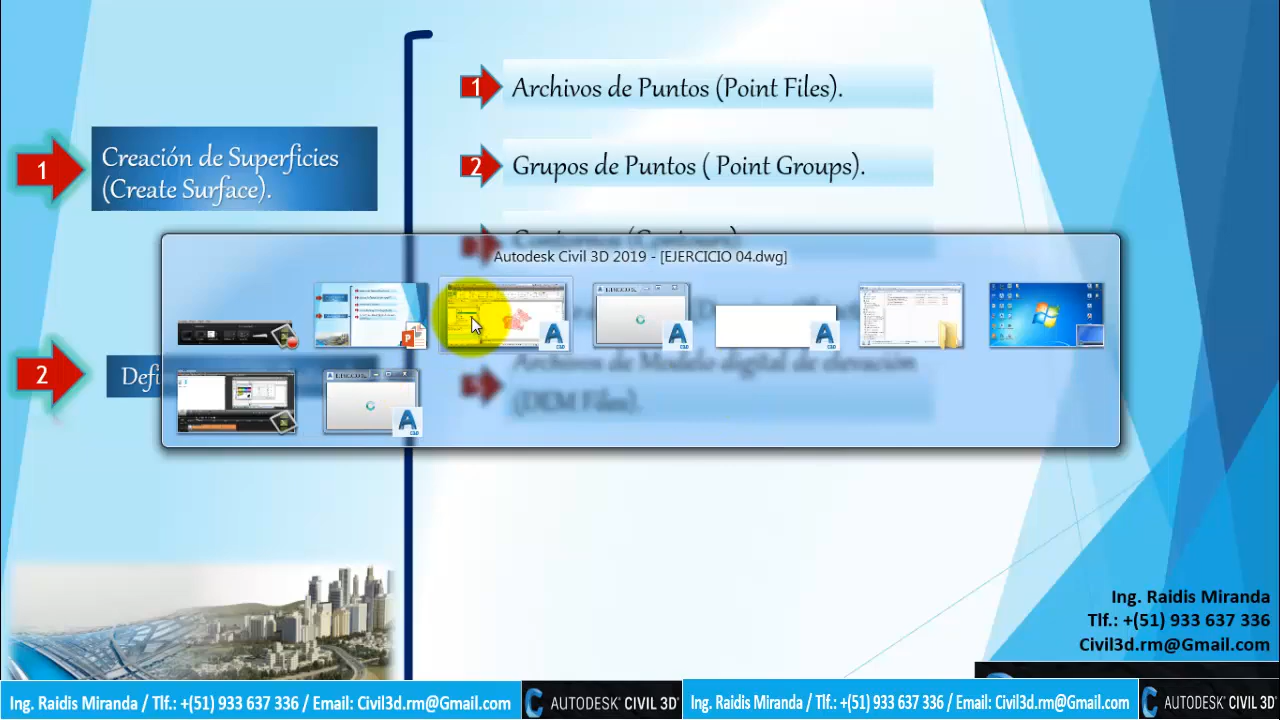 1
Creación de Superficies
(Create Surface).
2
Defi
1
Archivos de Puntos (Point Files).
2
Grupos de Puntos ( Point Groups).
Contornos (Contours).
Autodesk Civil 3D 2019 - [EJERCICIO 04.dwg]
Archivos de Modelo digital de elevación
(DEM Files).
Ing. Raidis Miranda
Tlf.: +(51) 933 637 336
Civil3d.rm@Gmail.com
Ing. Raidis Miranda / Tlf.: +(51) 933 637 336 / Email: Civil3d.rm@Gmail.com
AUTODESK® CIVIL 3D®
Ing. Raidis Miranda / Tlf.: +(51) 933 637 336 / Email: Civil3d.rm@Gmail.com
AUTODESK® CIVIL 3D